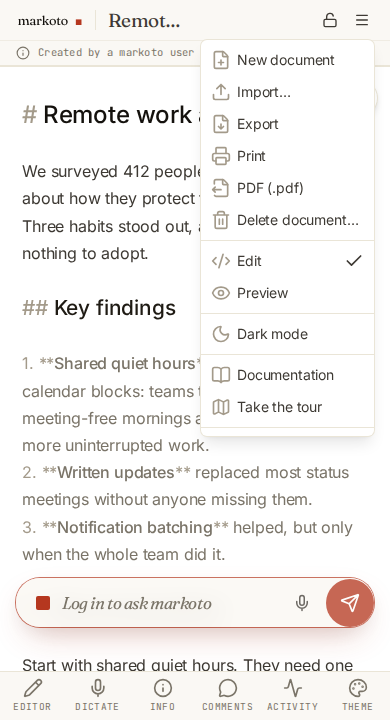 markoto
Remot...
Created by a markoto user
# Remote work
We surveyed 412 people
about how they protect
Three habits stood out,
nothing to adopt.
## Key findings
1. **Shared quiet hours*
calendar blocks: teams
meeting-free mornings
more uninterrupted work.
2. **Written updates** replaced most status
meetings without anyone missing them.
3. **Notification batching** helped, but only
when the whole team did it.
New document
Import...
Export
Print
PDF (.pdf)
Delete document...
Edit
Preview
Dark mode
Documentation
Take the tour
Log in to ask markoto
Start with shared quiet hours. They need one
EDITOR
DICTATE
INFO
COMMENTS
ACTIVITY
THEME